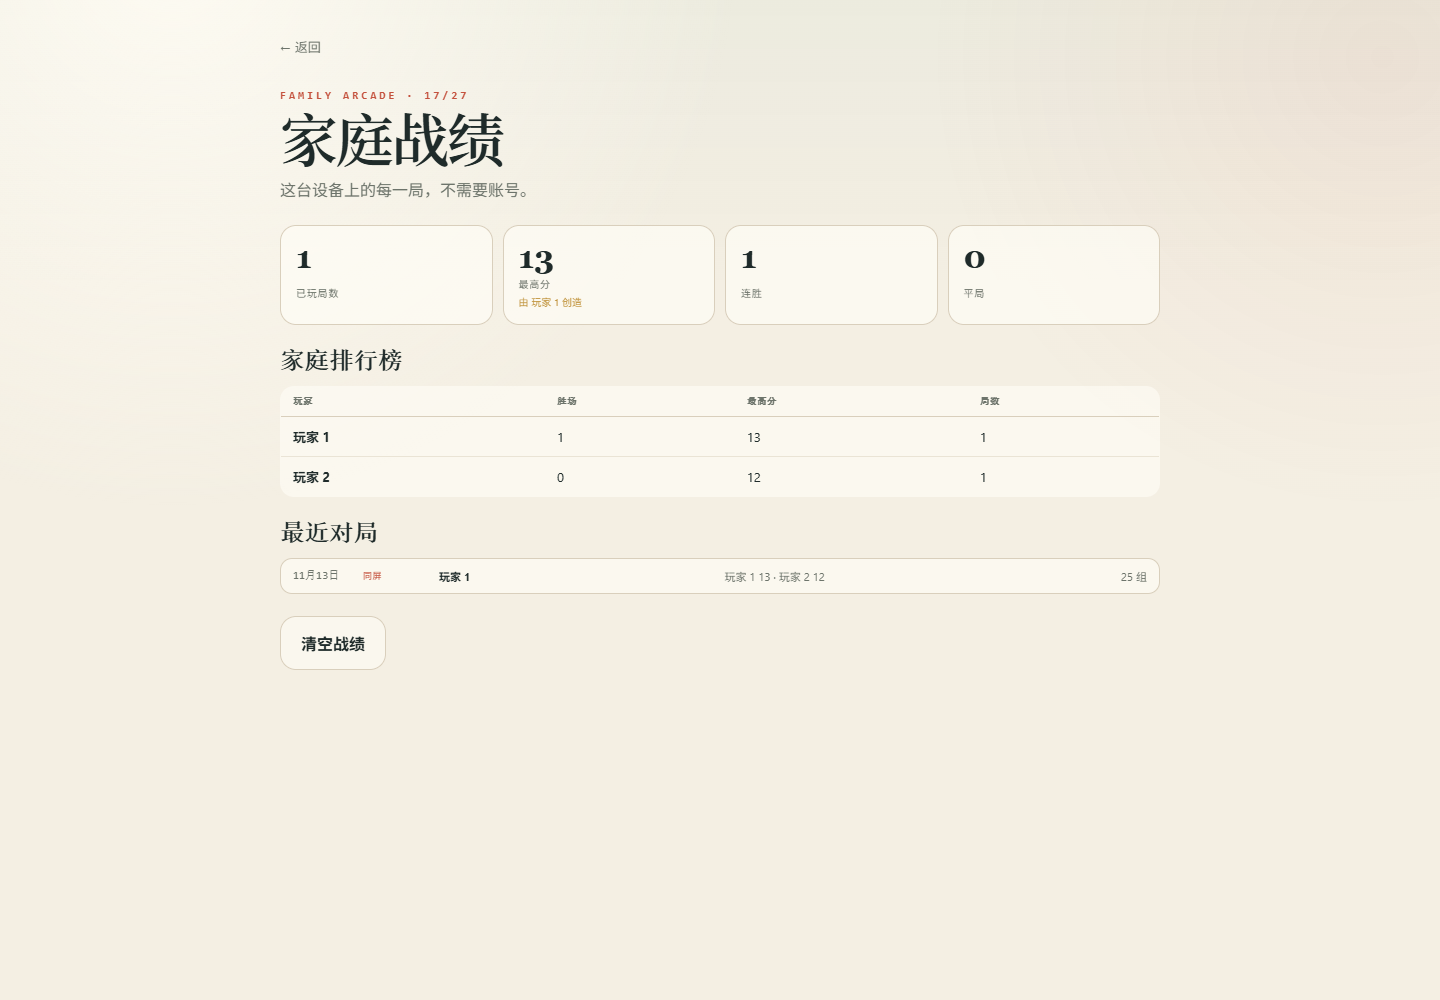 ← 返回
FAMILY ARCADE · 17/27
家庭战绩
这台设备上的每一局，不需要账号。
1
已玩局数
13
最高分
由 玩家 1 创造
1
连胜
0
平局
家庭排行榜
玩家 胜场 最高分 局数
玩家 1 1 13 1
玩家 2 0 12 1
最近对局
11月13日 同屏 玩家 1 玩家 1 13 · 玩家 2 12 25 组
清空战绩